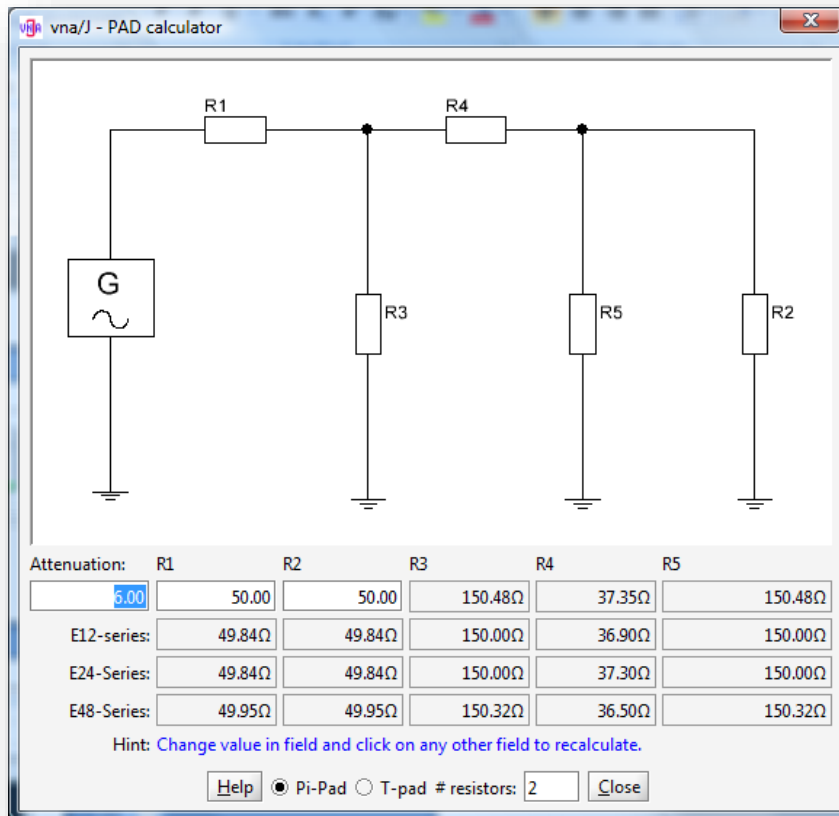 vna/J - PAD calculator
R1 R4
G
R3 R5 R2
Attenuation: R1 R2 R3 R4 R5
6.00 50.00 50.00 150.48Ω 37.35Ω 150.48Ω
E12-series: 49.84Ω 49.84Ω 150.00Ω 36.90Ω 150.00Ω
E24-Series: 49.84Ω 49.84Ω 150.00Ω 37.30Ω 150.00Ω
E48-Series: 49.95Ω 49.95Ω 150.32Ω 36.50Ω 150.32Ω
Hint: Change value in field and click on any other field to recalculate.
Help Pi-Pad T-pad # resistors: 2 Close